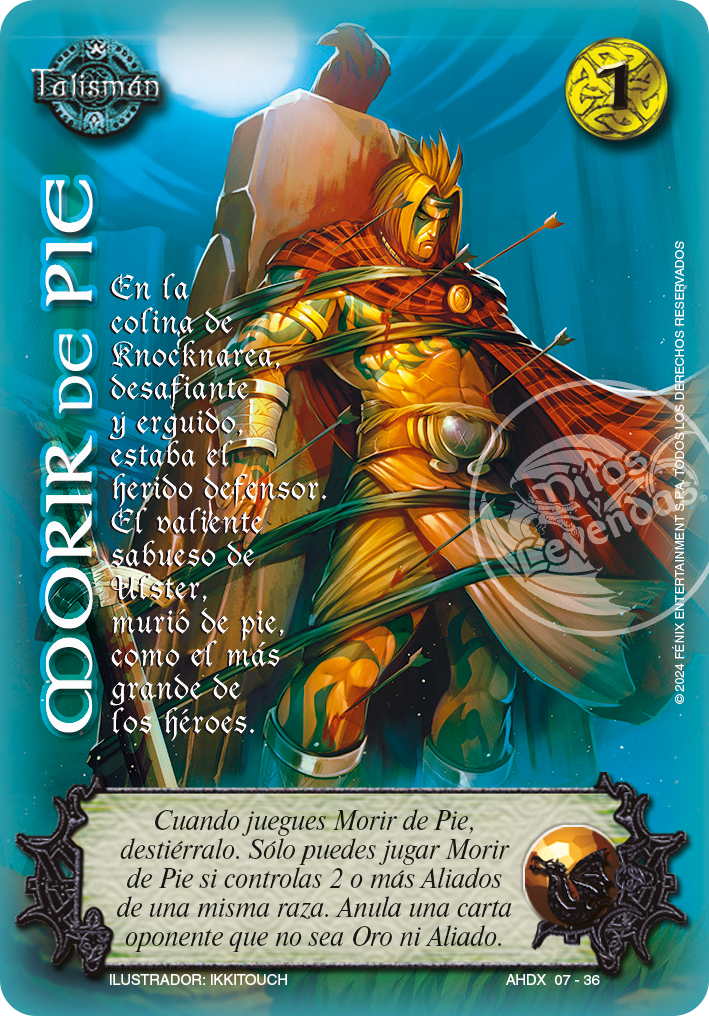 Talismán
1
MORIR DE PIE
En la
colina de
Knocknarea,
desafiante
y erguido,
estaba el
herido defensor.
El valiente
sabueso de
Ulster,
murió de pie,
como el más
grande de
los héroes.
Mitos
y
Leyendas
©2024 FÉNIX ENTERTAINMENT S.P.A. TODOS LOS DERECHOS RESERVADOS
Cuando juegues Morir de Pie,
destiérralo. Sólo puedes jugar Morir
de Pie si controlas 2 o más Aliados
de una misma raza. Anula una carta
oponente que no sea Oro ni Aliado.
ILUSTRADOR: IKKITOUCH
AHDX 07 - 36